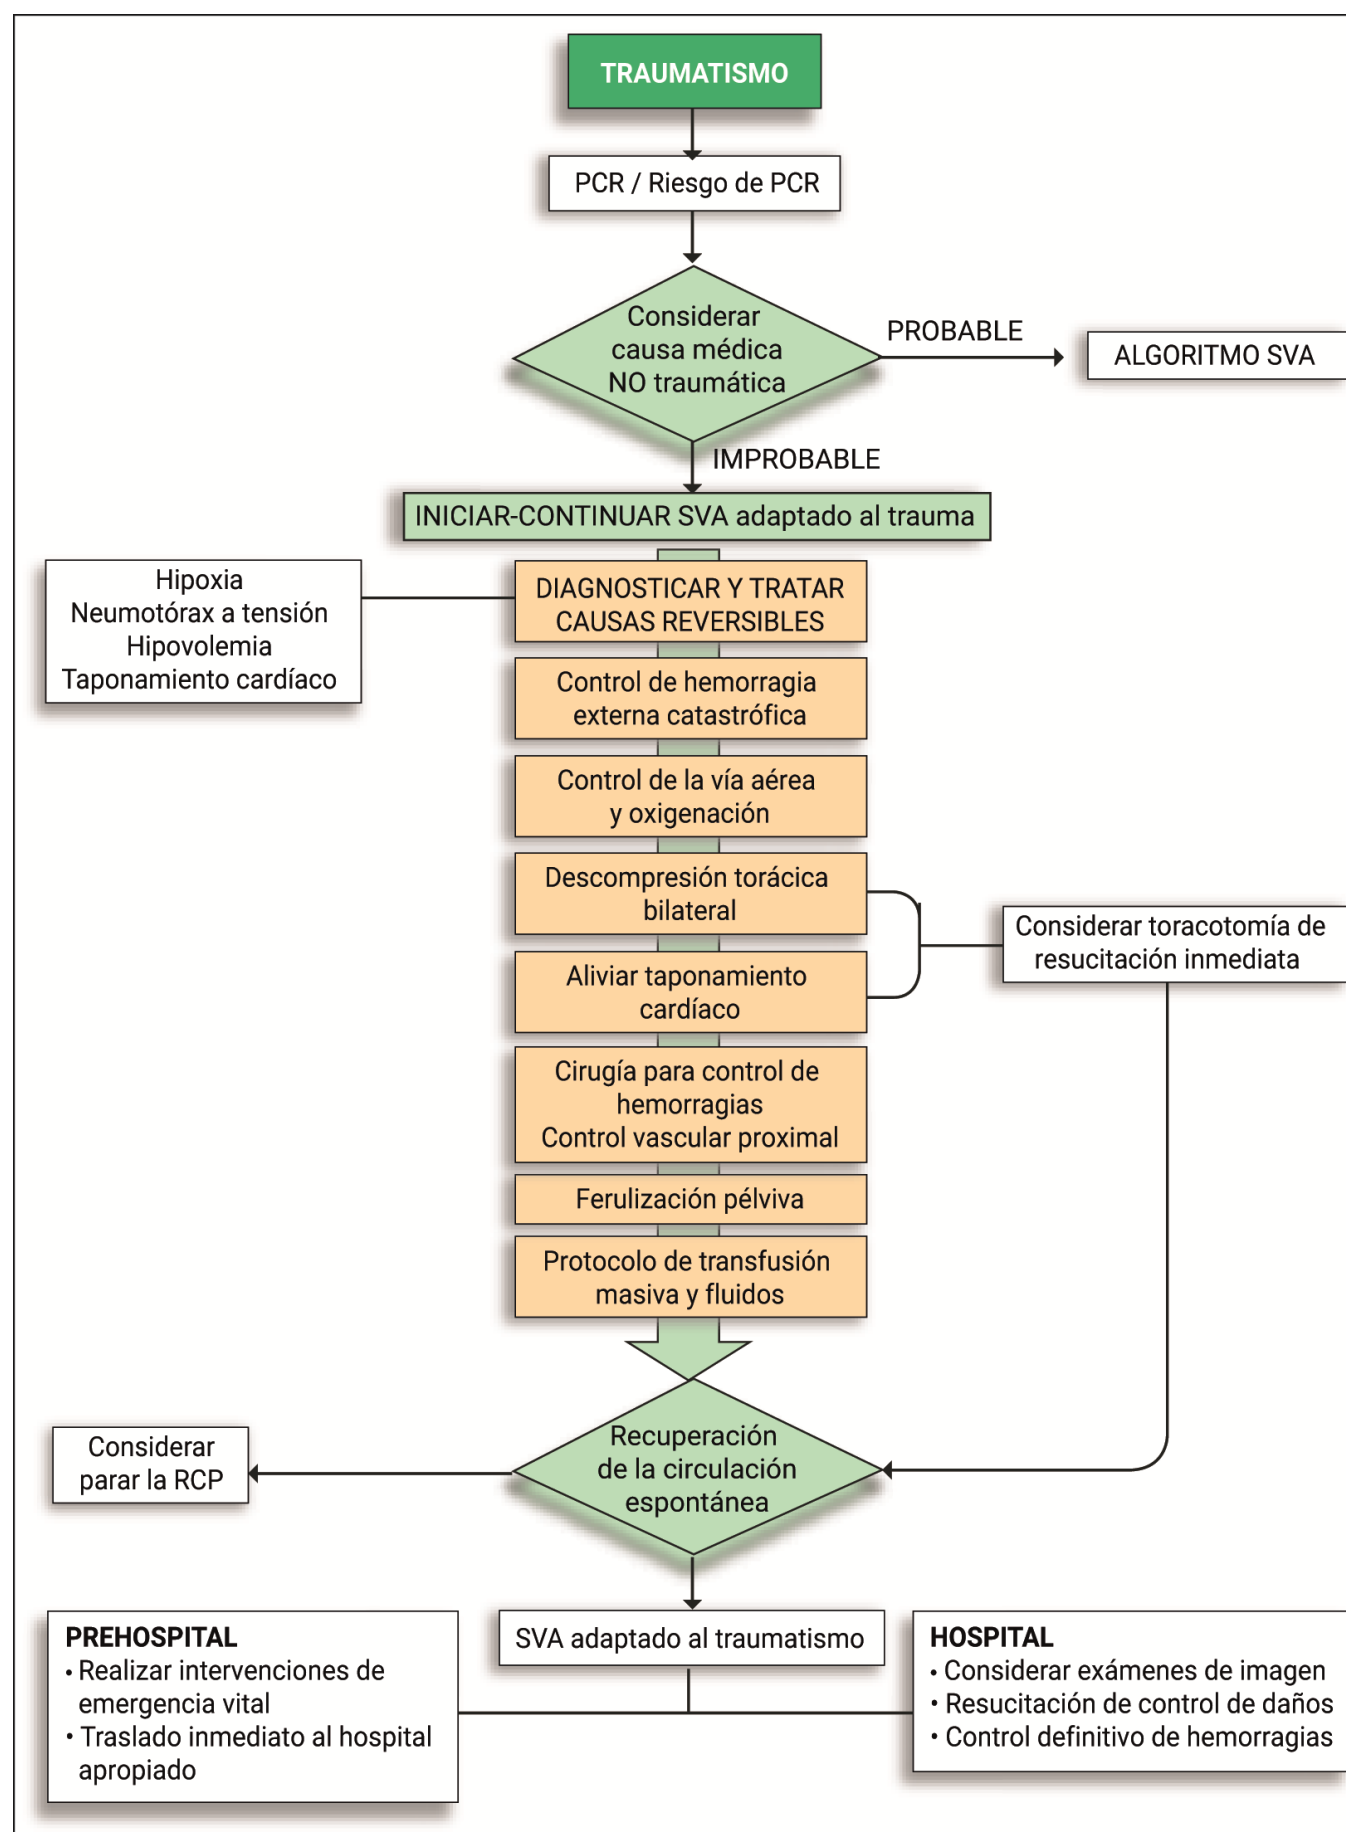 TRAUMATISMO
PCR / Riesgo de PCR
Considerar
causa médica
NO traumática
PROBABLE
ALGORITMO SVA
IMPROBABLE
INICIAR-CONTINUAR SVA adaptado al trauma
Hipoxia
Neumotórax a tensión
Hipovolemia
Taponamiento cardíaco
DIAGNOSTICAR Y TRATAR
CAUSAS REVERSIBLES
Control de hemorragia
externa catastrófica
Control de la vía aérea
y oxigenación
Descompresión torácica
bilateral
Aliviar taponamiento
cardíaco
Considerar toracotomía de
resucitación inmediata
Cirugía para control de
hemorragias
Control vascular proximal
Ferulización pélviva
Protocolo de transfusión
masiva y fluidos
Recuperación
de la circulación
espontánea
Considerar
parar la RCP
SVA adaptado al traumatismo
PREHOSPITAL
• Realizar intervenciones de
emergencia vital
• Traslado inmediato al hospital
apropiado
HOSPITAL
• Considerar exámenes de imagen
• Resucitación de control de daños
• Control definitivo de hemorragias